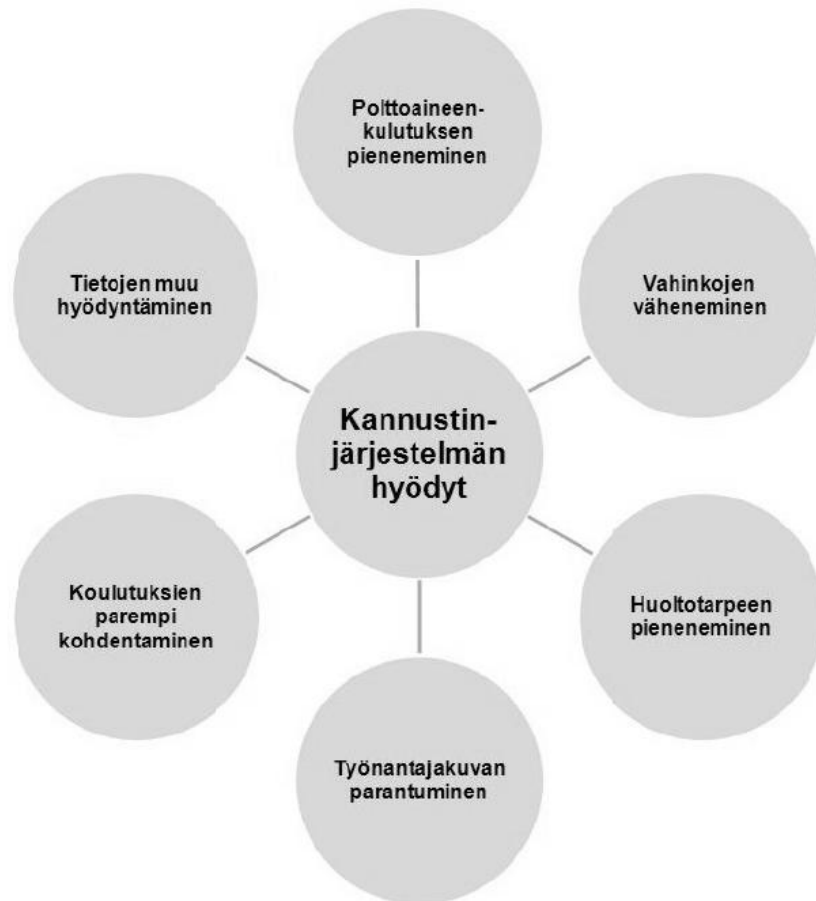 Polttoaineen-
kulutuksen
pieneneminen
Tietojen muu
hyödyntäminen
Vahinkojen
väheneminen
Kannustin-
järjestelmän
hyödyt
Koulutuksien
parempi
kohdentaminen
Huoltotarpeen
pieneneminen
Työnantajakuvan
parantuminen